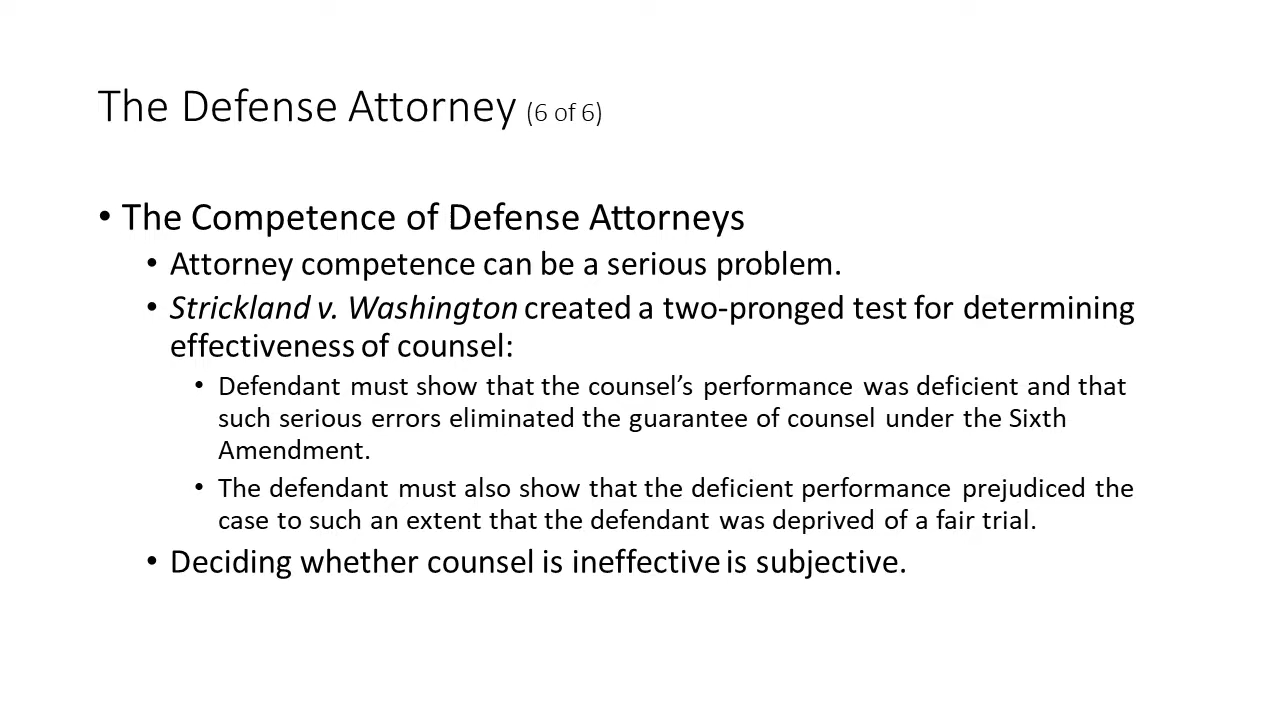 The Defense Attorney (6 of 6)
• The Competence of Defense Attorneys
• Attorney competence can be a serious problem.
• Strickland v. Washington created a two-pronged test for determining
effectiveness of counsel:
• Defendant must show that the counsel’s performance was deficient and that
such serious errors eliminated the guarantee of counsel under the Sixth
Amendment.
• The defendant must also show that the deficient performance prejudiced the
case to such an extent that the defendant was deprived of a fair trial.
• Deciding whether counsel is ineffective is subjective.